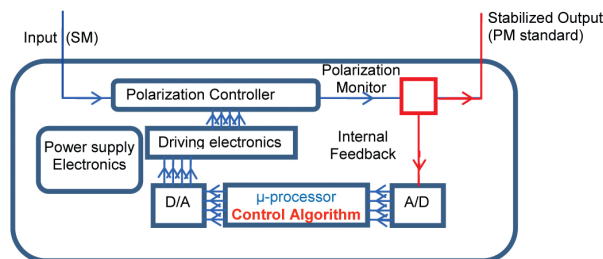 Stabilized Output
(PM standard)
Input (SM)
Polarization
Monitor
Polarization Controller
Internal
Feedback
Power supply
Electronics
Driving electronics
D/A
µ-processor
Control Algorithm
A/D